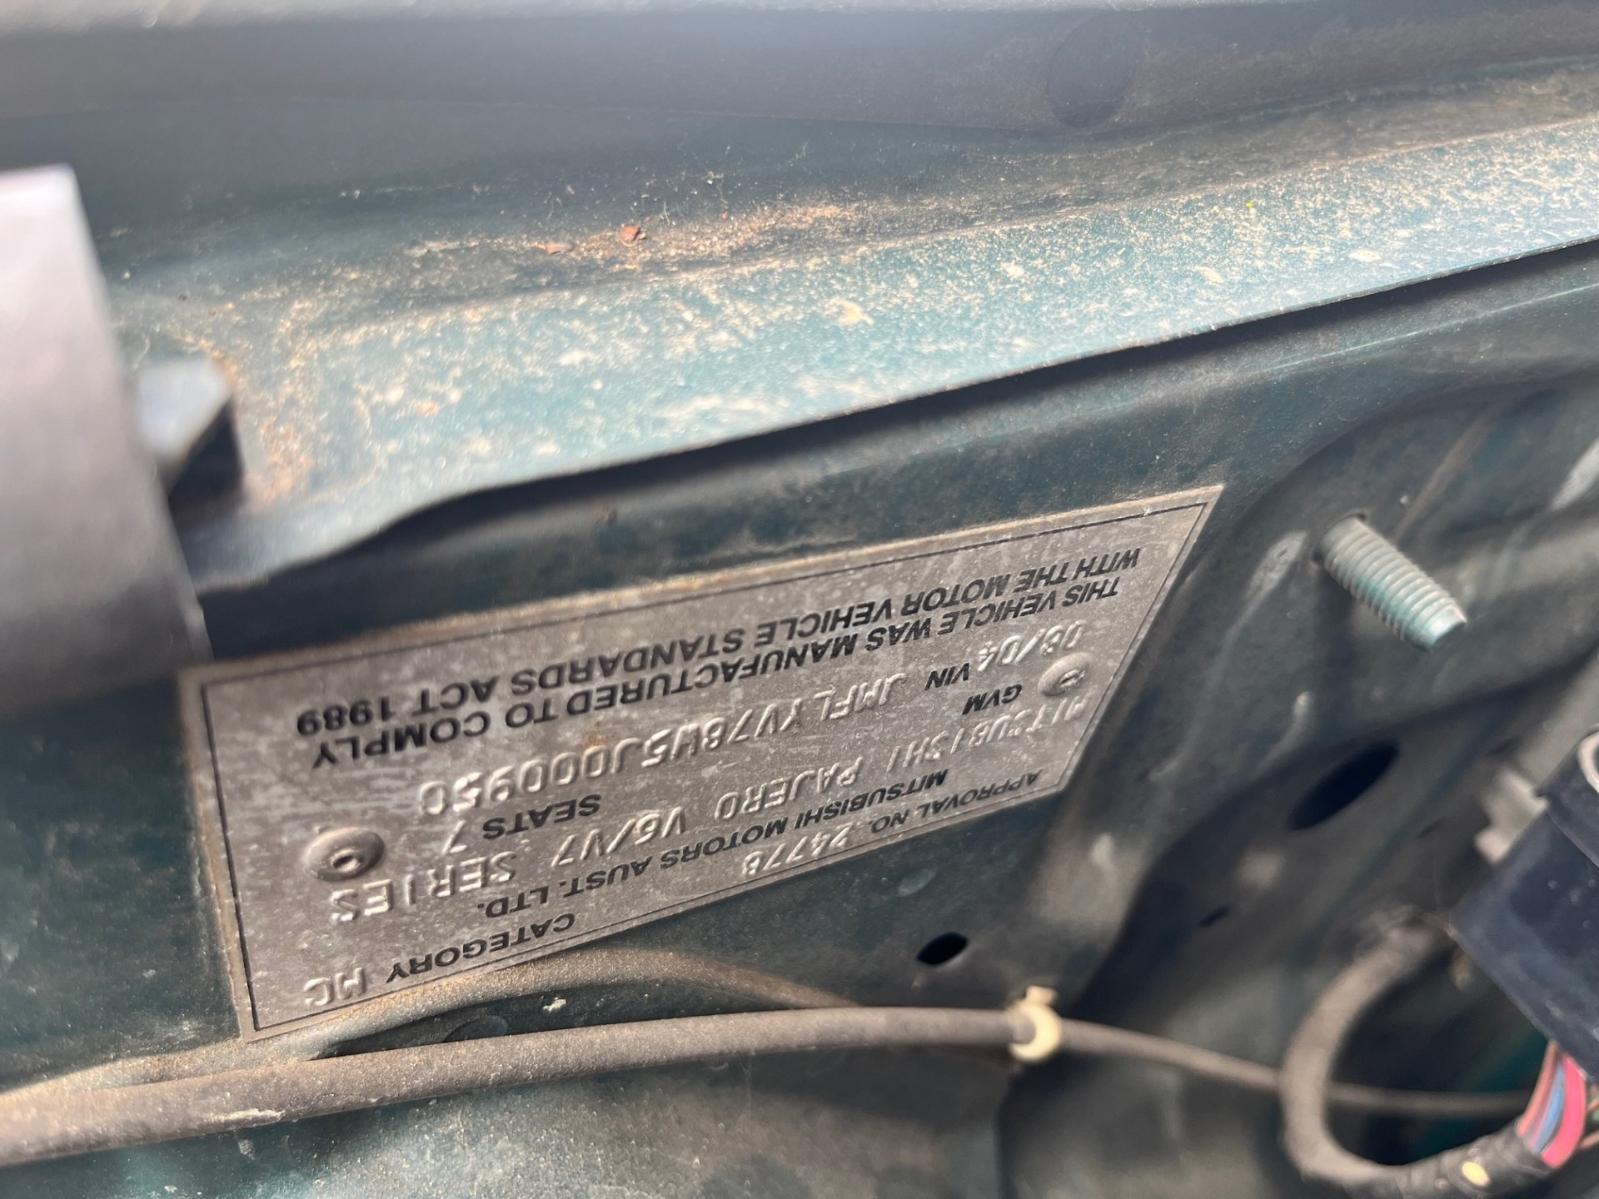 APPROVAL NO. 24778 CATEGORY MC
MITSUBISHI MOTORS AUST. LTD.
MITSUBISHI PAJERO V6/V7 SERIES
GVM SEATS 7
08/04 VIN JMFLYV78W5J000950
THIS VEHICLE WAS MANUFACTURED TO COMPLY
WITH THE MOTOR VEHICLE STANDARDS ACT 1989